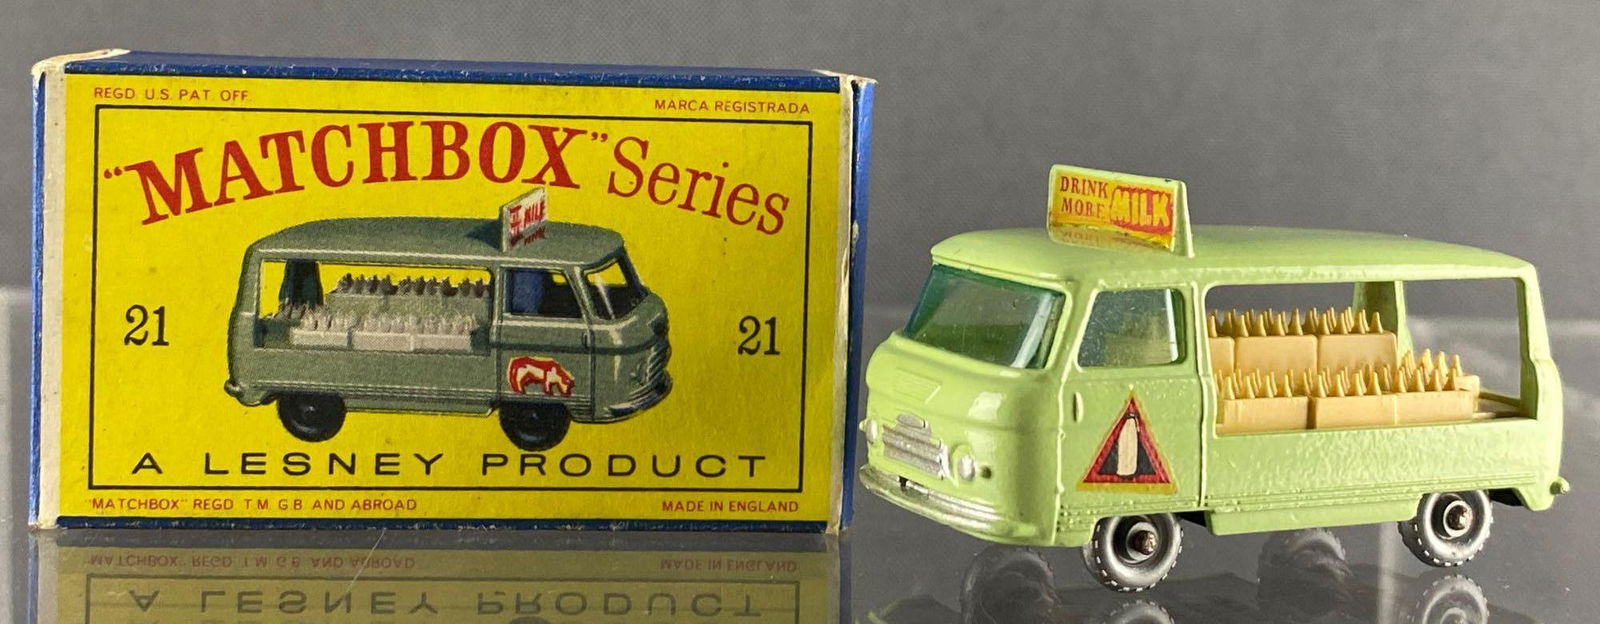 REGD. U.S. PAT. OFF. MARCA REGISTRADA
"MATCHBOX" Series
MILK
21 21
A LESNEY PRODUCT
"MATCHBOX" REGD T M G B AND ABROAD MADE IN ENGLAND
DRINK
MORE MILK